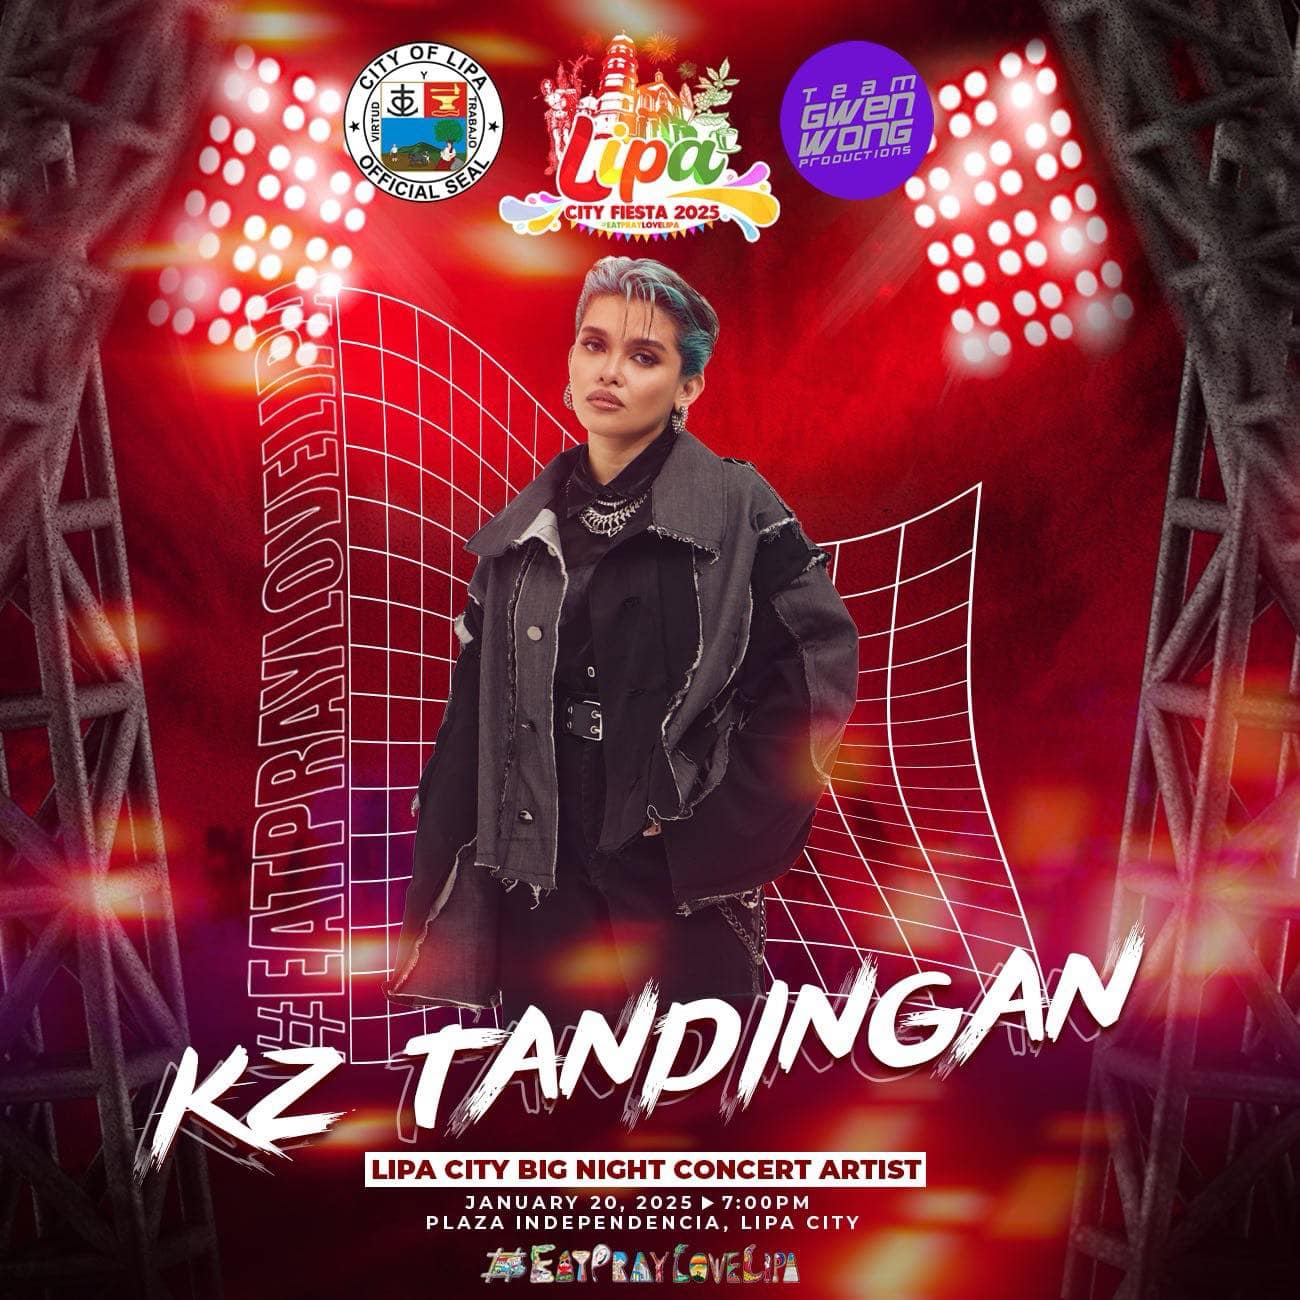 CITY OF LIPA
VIRTUD
Y
TRABAJO
OFFICIAL SEAL
Lipa
CITY FIESTA 2025
#EATPRAYLOVELIPA
TEAM
GWEN
WONG
PRODUCTIONS
#EATPRAYLOVELIPA
KZ TANDINGAN
LIPA CITY BIG NIGHT CONCERT ARTIST
JANUARY 20, 2025 ▶ 7:00PM
PLAZA INDEPENDENCIA, LIPA CITY
#EATPRAYLOVELIPA